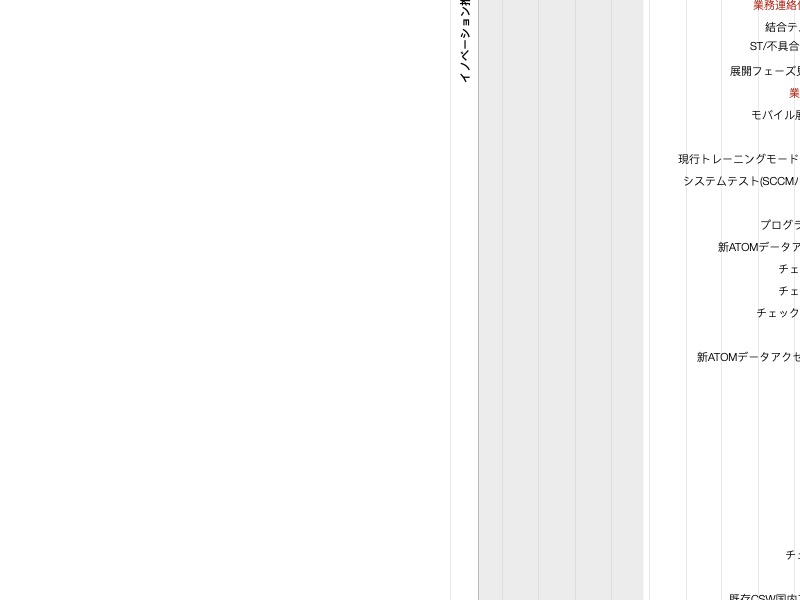 イノベーション推
業務連絡
結合テ
ST/不具合
展開フェーズ
業
モバイル展
現行トレーニングモード
システムテスト(SCCM/
プログラ
新ATOMデータア
チェ
チェ
チェック
新ATOMデータアクセ
チェ
既存CSW国内